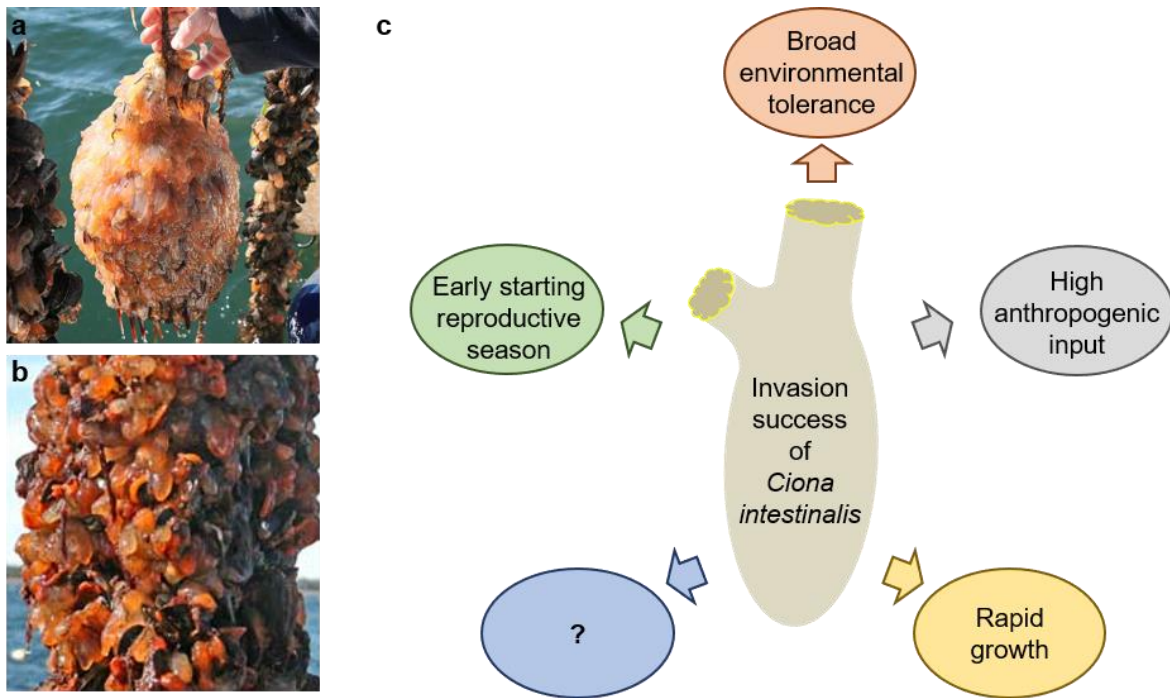 a
b
c
Broad
environmental
tolerance
Early starting
reproductive
season
High
anthropogenic
input
Invasion
success
of
Ciona
intestinalis
?
Rapid
growth